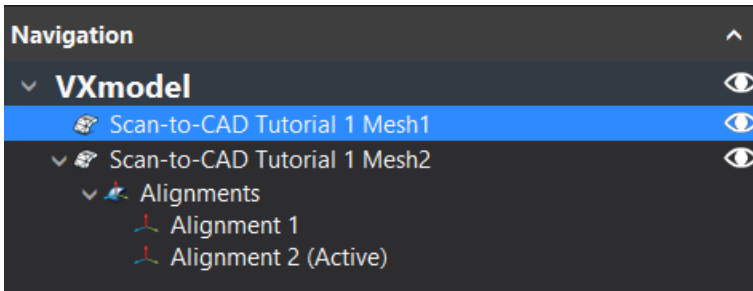 Navigation
VXmodel
Scan-to-CAD Tutorial 1 Mesh1
Scan-to-CAD Tutorial 1 Mesh2
Alignments
Alignment 1
Alignment 2 (Active)